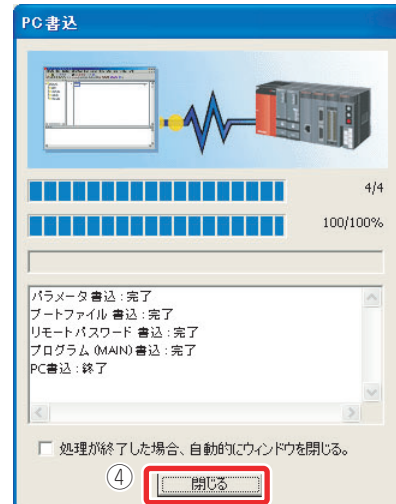 PC書込
4/4
100/100%
パラメータ 書込 : 完了
ブートファイル 書込 : 完了
リモートパスワード 書込 : 完了
プログラム (MAIN) 書込 : 完了
PC書込 : 終了
処理が終了した場合、自動的にウィンドウを閉じる。
④
閉じる